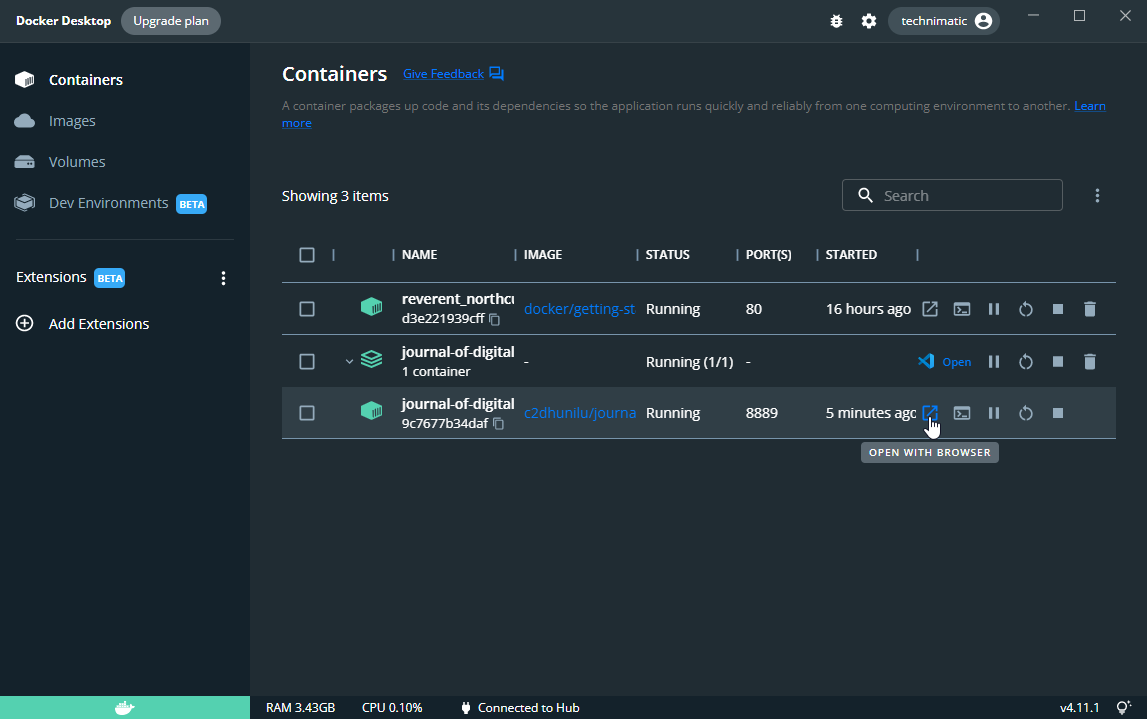 Docker Desktop Upgrade plan technimatic
Containers
Images
Volumes
Dev Environments BETA
Extensions BETA
Add Extensions
Containers Give Feedback
A container packages up code and its dependencies so the application runs quickly and reliably from one computing environment to another. Learn
more
Showing 3 items Search
NAME IMAGE STATUS PORT(S) STARTED
reverent_northcu docker/getting-st Running 80 16 hours ago
d3e221939cff
journal-of-digital - Running (1/1) - Open
1 container
journal-of-digital c2dhunilu/journa Running 8889 5 minutes ago
9c7677b34daf
OPEN WITH BROWSER
RAM 3.43GB CPU 0.10% Connected to Hub v4.11.1